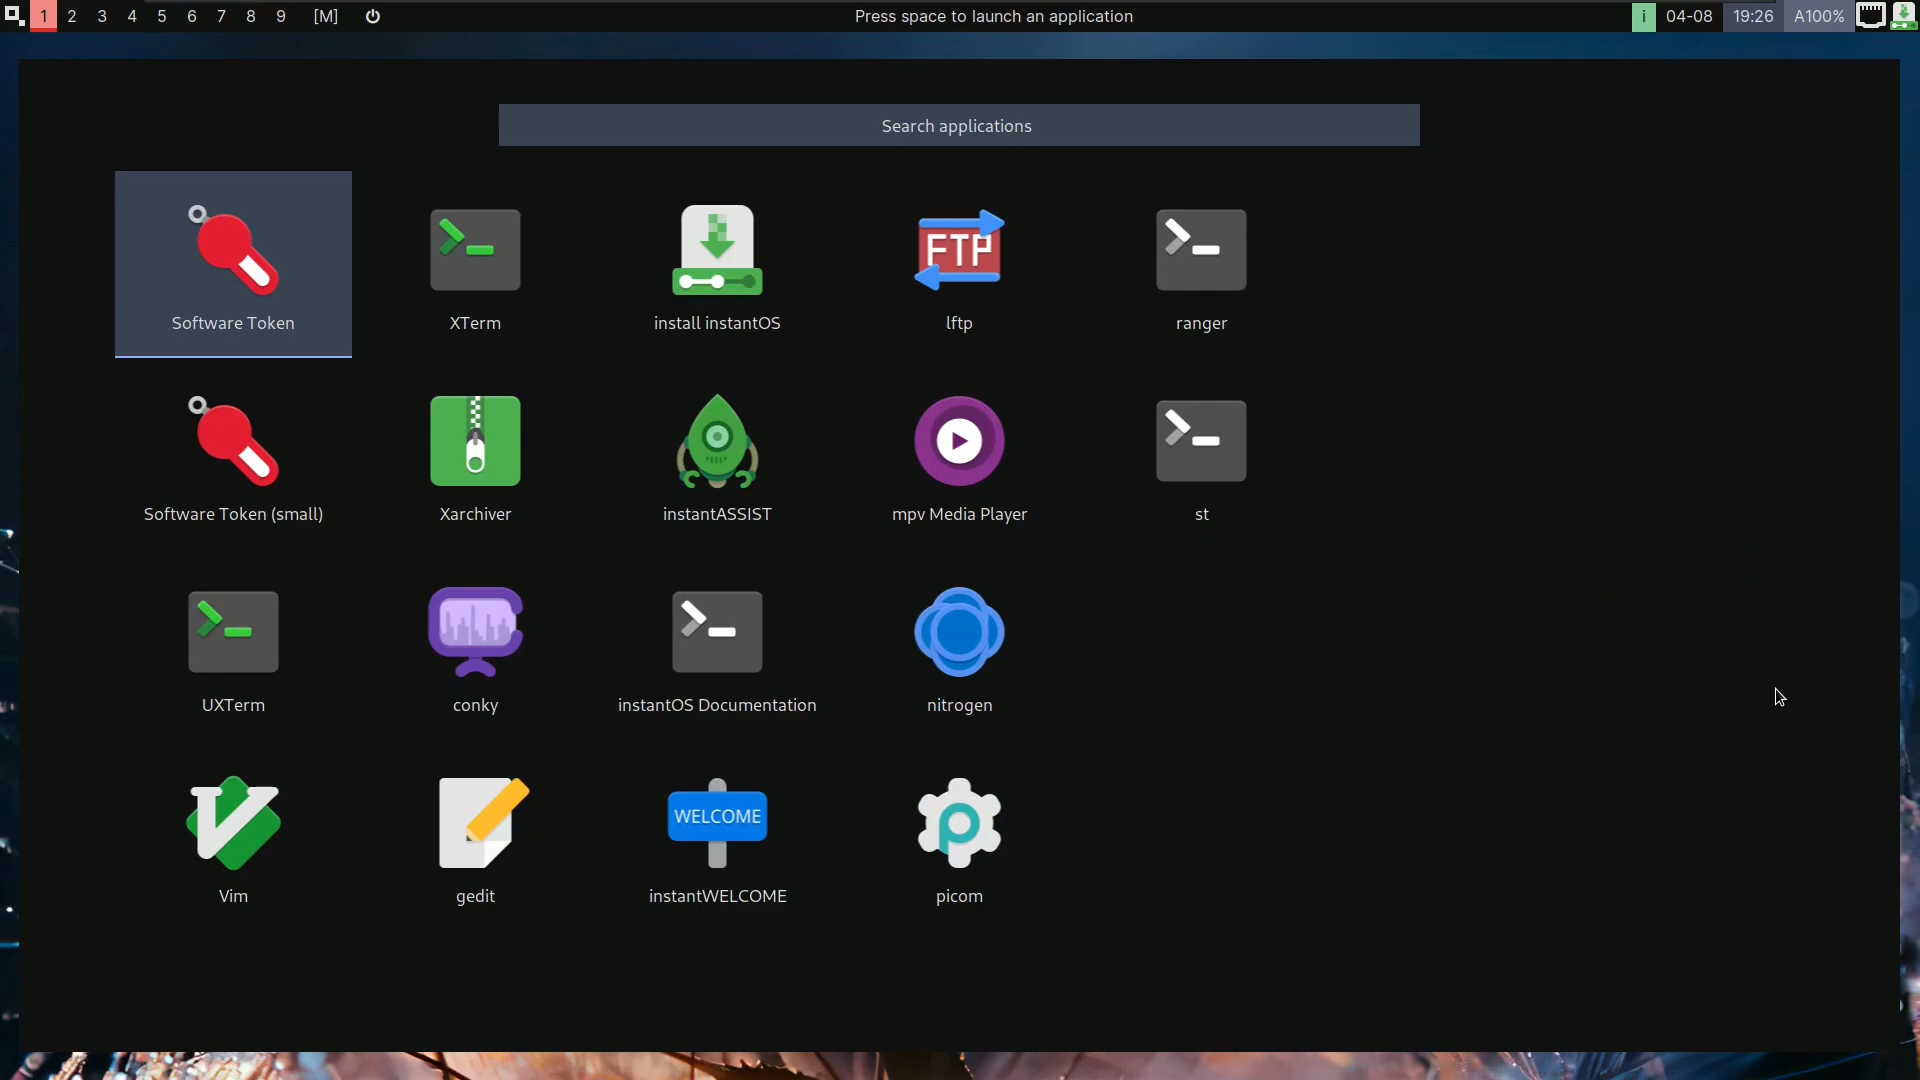 1 2 3 4 5 6 7 8 9 [M] Press space to launch an application i 04-08 19:26 A100%
Search applications
FTP
Software Token XTerm install instantOS lftp ranger
Software Token (small) Xarchiver instantASSIST mpv Media Player st
UXTerm conky instantOS Documentation nitrogen
WELCOME
Vim gedit instantWELCOME picom